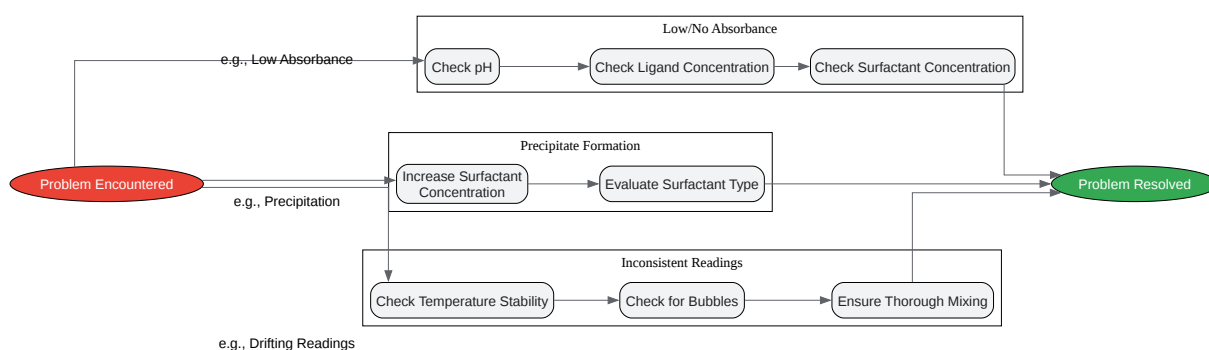 Low/No Absorbance
e.g., Low Absorbance
Check pH
Check Ligand Concentration
Check Surfactant Concentration
Precipitate Formation
Problem Encountered
Increase Surfactant
Concentration
Evaluate Surfactant Type
Problem Resolved
e.g., Precipitation
Inconsistent Readings
Check Temperature Stability
Check for Bubbles
Ensure Thorough Mixing
e.g., Drifting Readings